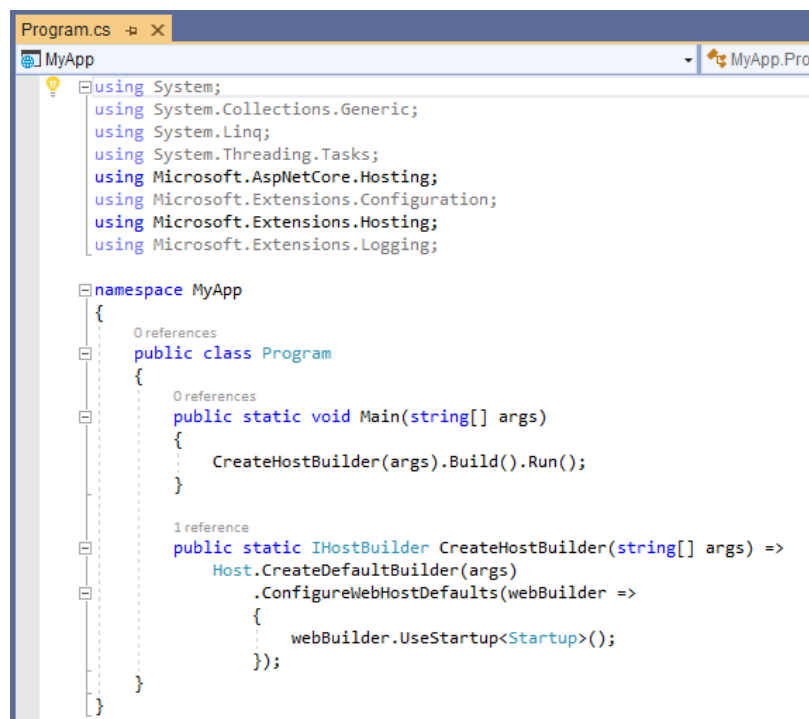 Program.cs
MyApp
MyApp.Pro
using System;
using System.Collections.Generic;
using System.Linq;
using System.Threading.Tasks;
using Microsoft.AspNetCore.Hosting;
using Microsoft.Extensions.Configuration;
using Microsoft.Extensions.Hosting;
using Microsoft.Extensions.Logging;
namespace MyApp
{
0 references
public class Program
{
0 references
public static void Main(string[] args)
{
CreateHostBuilder(args).Build().Run();
}
1 reference
public static IHostBuilder CreateHostBuilder(string[] args) =>
Host.CreateDefaultBuilder(args)
.ConfigureWebHostDefaults(webBuilder =>
{
webBuilder.UseStartup<Startup>();
});
}
}